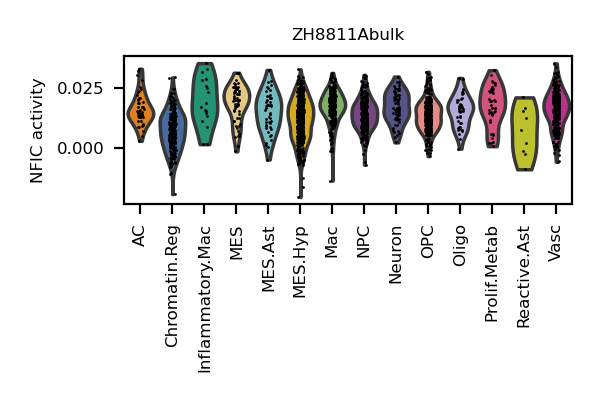 ZH8811Abulk
NFIC activity
0.025
0.000
AC
Chromatin.Reg
Inflammatory.Mac
MES
MES.Ast
MES.Hyp
Mac
NPC
Neuron
OPC
Oligo
Prolif.Metab
Reactive.Ast
Vasc